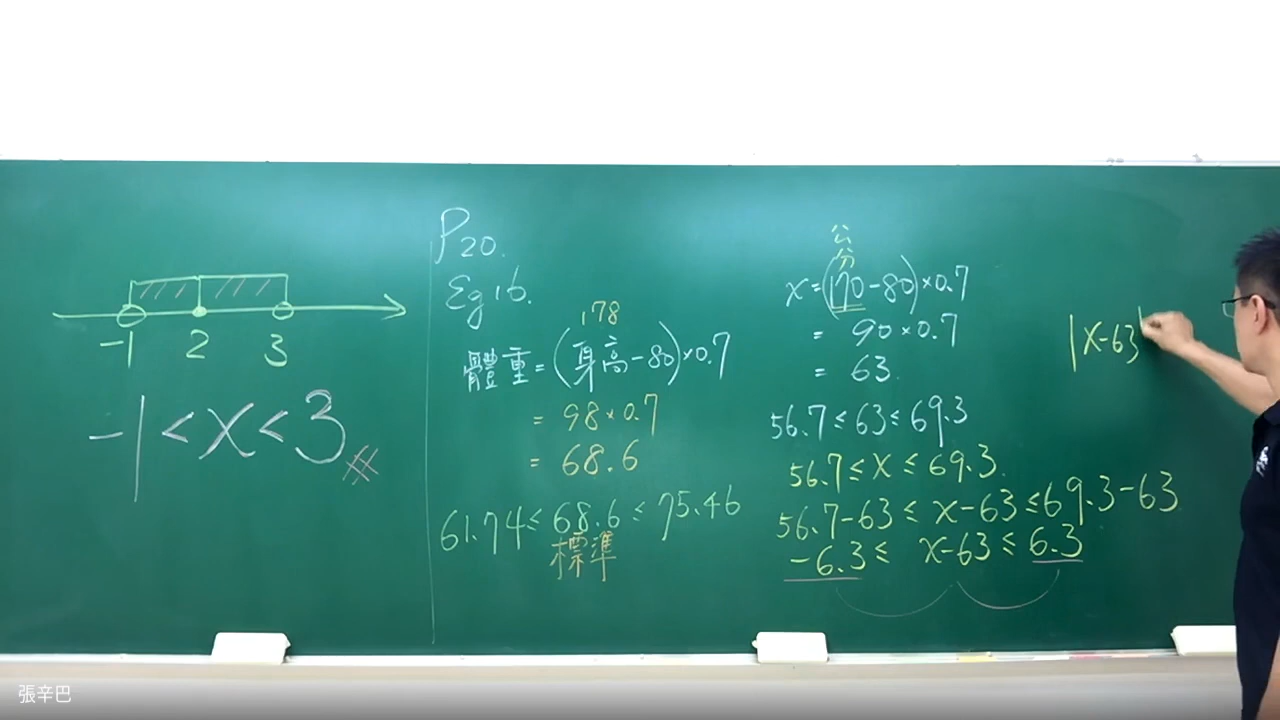 -1 2 3
-1<x<3
P20.
Eg16.
178
體重=(身高-80)×0.7
= 98×0.7
= 68.6
61.74≤68.6≤75.46
標準
公分
x=(170-80)×0.7
= 90×0.7
= 63.
56.7≤63≤69.3
56.7≤x≤69.3.
56.7-63≤x-63≤69.3-63
-6.3≤x-63≤6.3
|x-63|
張辛巴